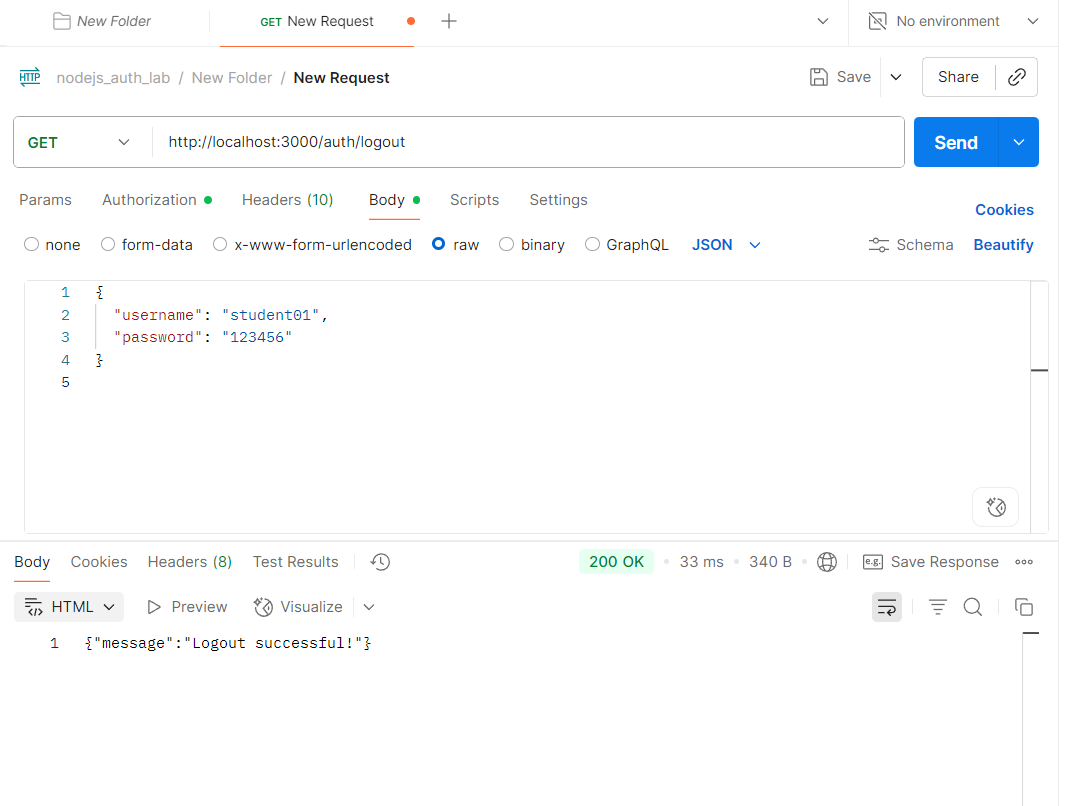 New Folder GET New Request No environment
HTTP nodejs_auth_lab / New Folder / New Request Save Share
GET http://localhost:3000/auth/logout Send
Params Authorization Headers (10) Body Scripts Settings Cookies
none form-data x-www-form-urlencoded raw binary GraphQL JSON Schema Beautify
1 {
2 "username": "student01",
3 "password": "123456"
4 }
5
Body Cookies Headers (8) Test Results 200 OK 33 ms 340 B e.g. Save Response
HTML Preview Visualize
1 {"message":"Logout successful!"}